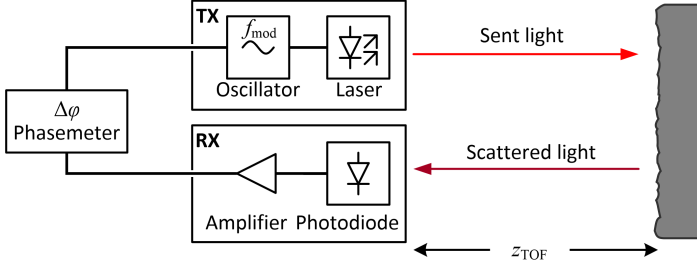 TX
f_mod
Oscillator
Laser
Sent light
Δφ
Phasemeter
RX
Scattered light
Amplifier
Photodiode
z_TOF